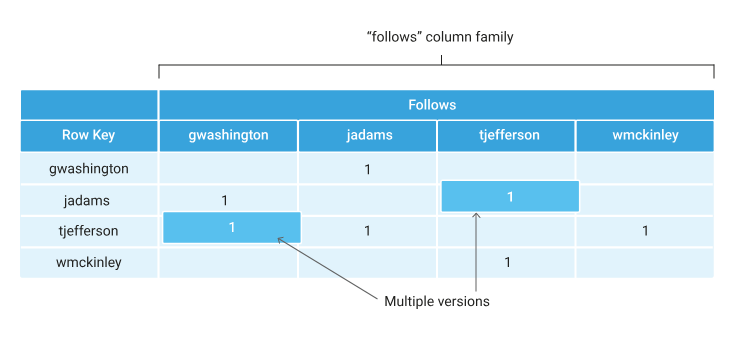 “follows” column family
Follows
Row Key gwashington jadams tjefferson wmckinley
gwashington 1
jadams 1 1
tjefferson 1 1 1
wmckinley 1
Multiple versions